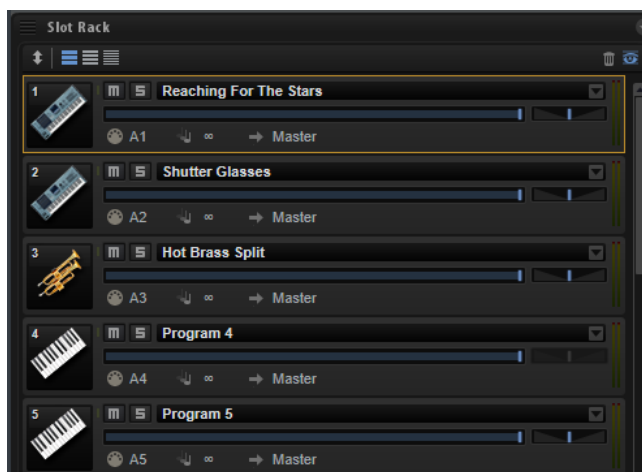 Slot Rack
1 M S Reaching For The Stars
A1 ∞ Master
2 M S Shutter Glasses
A2 ∞ Master
3 M S Hot Brass Split
A3 ∞ Master
4 M S Program 4
A4 ∞ Master
5 M S Program 5
A5 ∞ Master